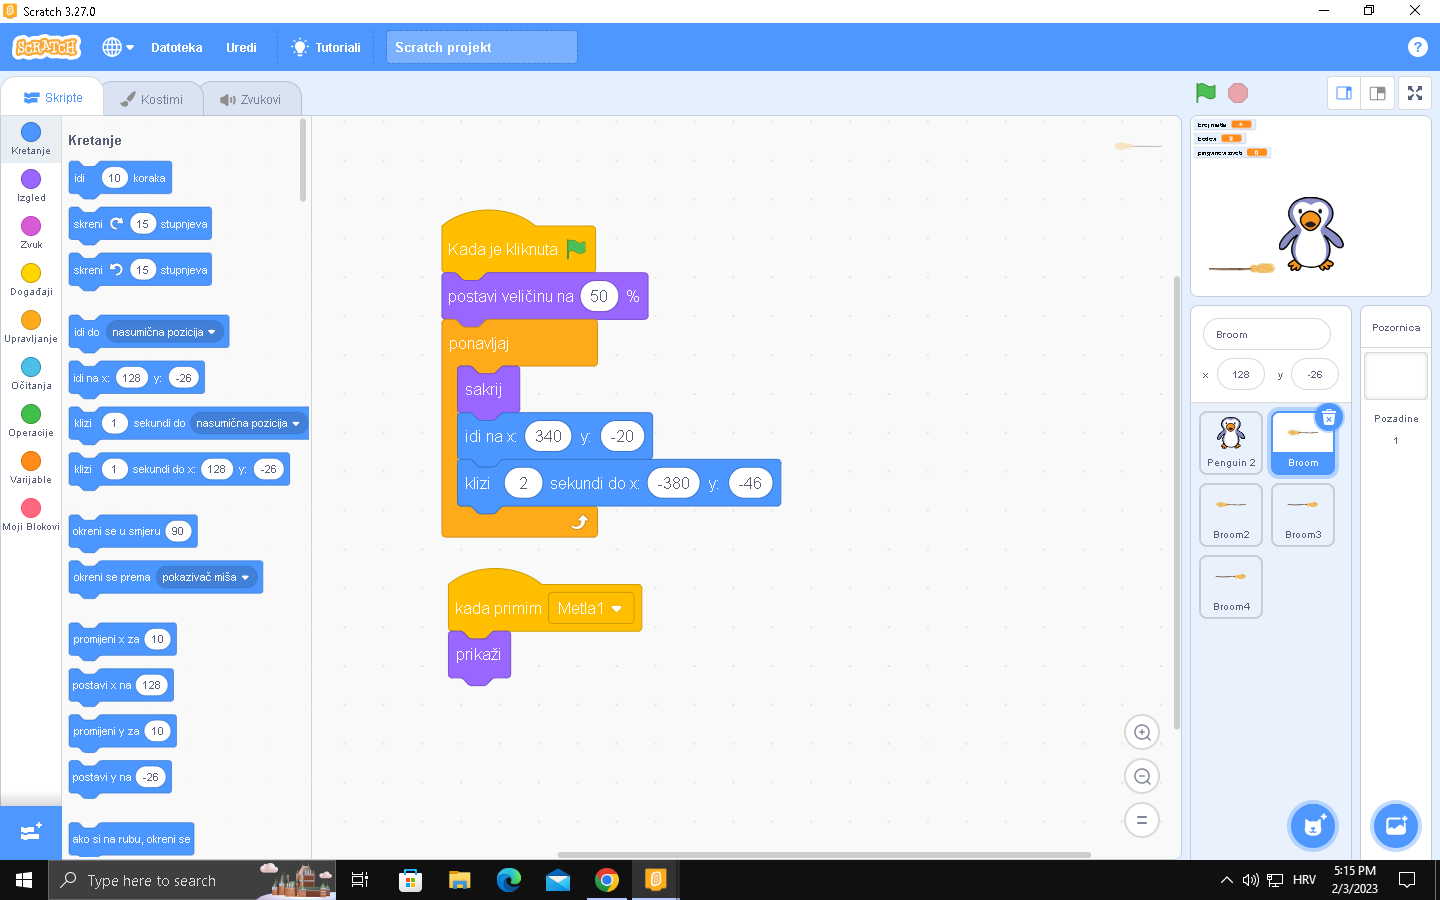 Scratch 3.27.0
SCRATCH
Datoteka
Uredi
Tutoriali
Scratch projekt
?
Skripte
Kostimi
Zvukovi
Kretanje
Izgled
Zvuk
Događaji
Upravljanje
Očitanja
Operacije
Varijable
Moji Blokovi
Kretanje
idi 10 koraka
skreni 15 stupnjeva
skreni 15 stupnjeva
idi do nasumična pozicija
idi na x: 128 y: -26
klizi 1 sekundi do nasumična pozicija
klizi 1 sekundi do x: 128 y: -26
okreni se u smjeru 90
okreni se prema pokazivač miša
promijeni x za 10
postavi x na 128
promijeni y za 10
postavi y na -26
ako si na rubu, okreni se
Kada je kliknuta
postavi veličinu na 50 %
ponavljaj
sakrij
idi na x: 340 y: -20
klizi 2 sekundi do x: -380 y: -46
kada primim Metla1
prikaži
Broom
x 128 y -26
Penguin 2
Broom
Broom2
Broom3
Broom4
Pozornica
Pozadine
1
Type here to search
HRV
5:15 PM
2/3/2023